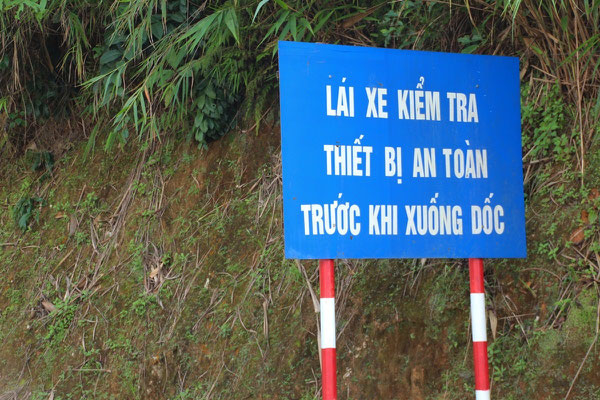 LÁI XE KIỂM TRA
THIẾT BỊ AN TOÀN
TRƯỚC KHI XUỐNG DỐC